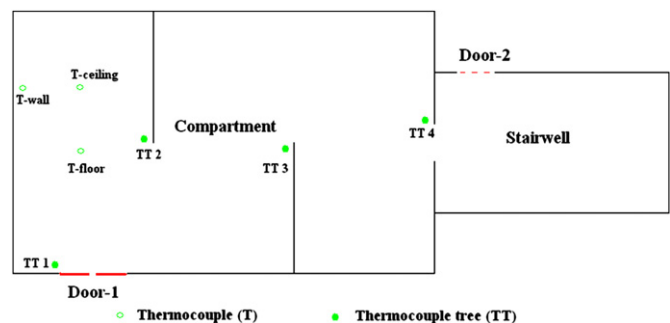 Door-2
T-ceiling
T-wall
Compartment
TT 4
Stairwell
TT 2
T-floor
TT 3
TT 1
Door-1
Thermocouple (T)
Thermocouple tree (TT)